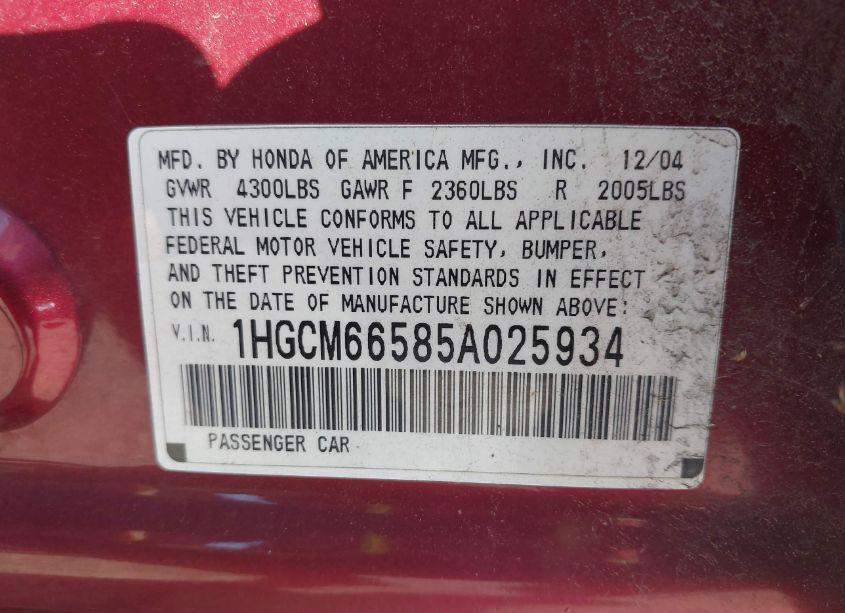 MFD. BY HONDA OF AMERICA MFG., INC. 12/04
GVWR 4300LBS GAWR F 2360LBS R 2005LBS
THIS VEHICLE CONFORMS TO ALL APPLICABLE
FEDERAL MOTOR VEHICLE SAFETY, BUMPER,
AND THEFT PREVENTION STANDARDS IN EFFECT
ON THE DATE OF MANUFACTURE SHOWN ABOVE:
V.I.N. 1HGCM66585A025934
PASSENGER CAR